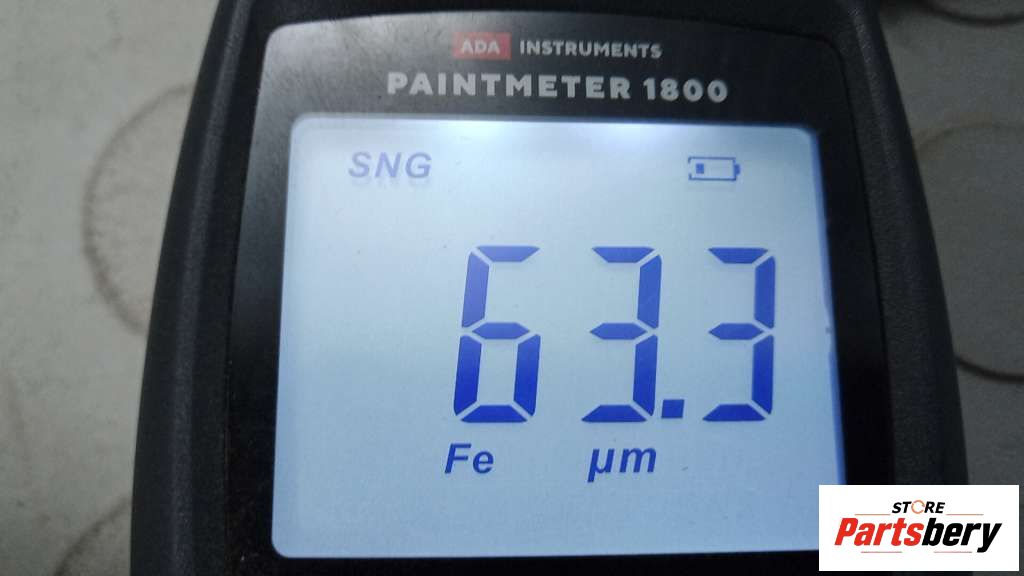 ADA INSTRUMENTS
PAINTMETER 1800
SNG
63.3
Fe µm
STORE
Partsbery